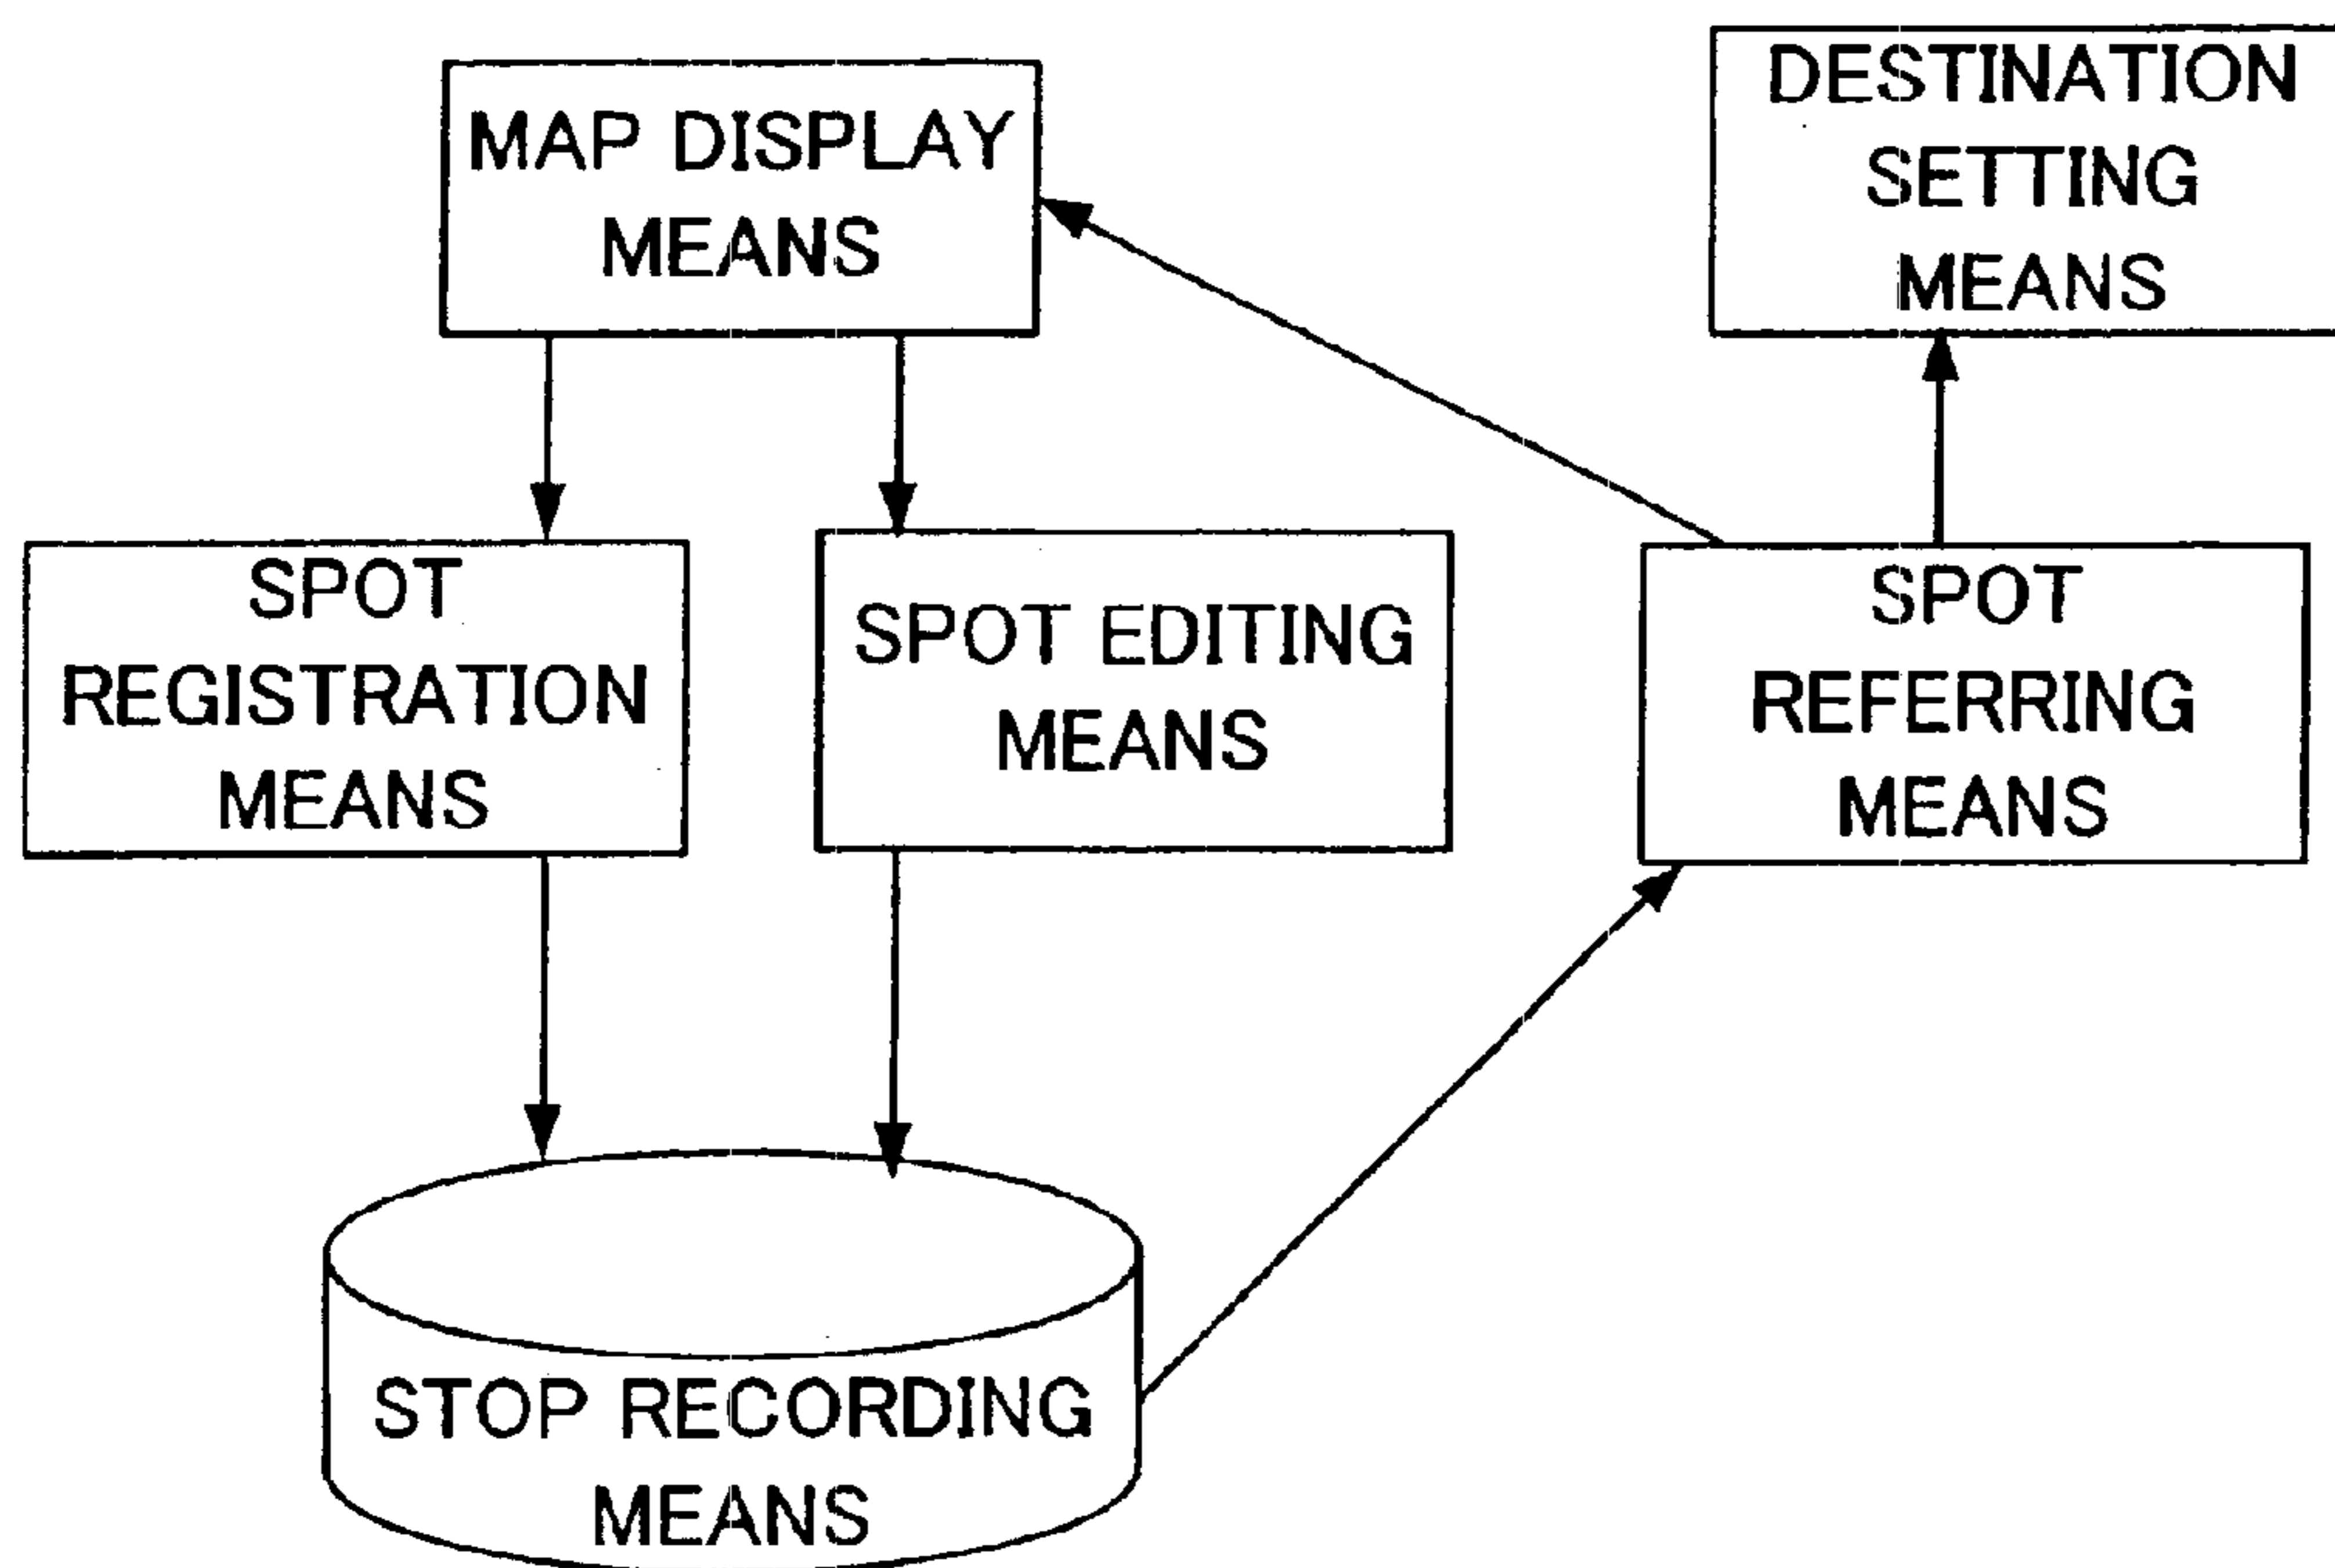 MAP DISPLAY
MEANS
DESTINATION
SETTING
MEANS
SPOT
REGISTRATION
MEANS
SPOT EDITING
MEANS
SPOT
REFERRING
MEANS
STOP RECORDING
MEANS